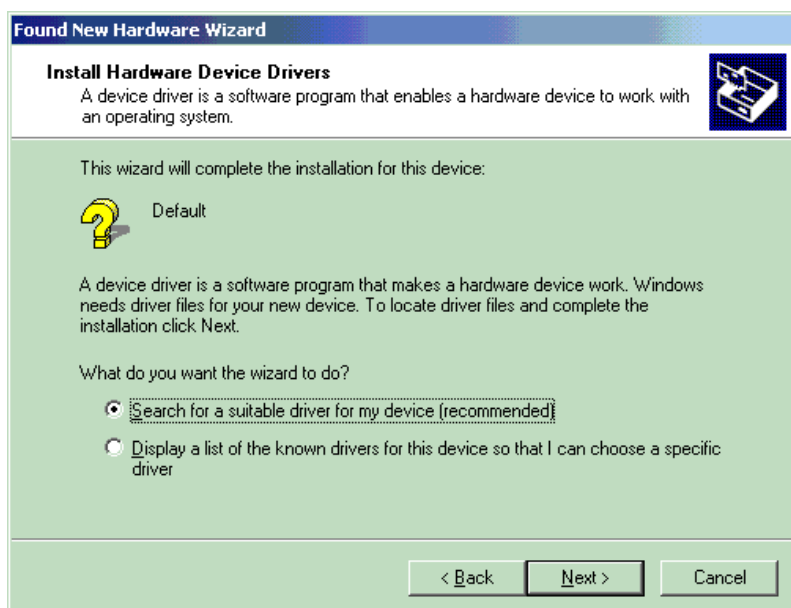 Found New Hardware Wizard
Install Hardware Device Drivers
A device driver is a software program that enables a hardware device to work with
an operating system.
This wizard will complete the installation for this device:
Default
A device driver is a software program that makes a hardware device work. Windows
needs driver files for your new device. To locate driver files and complete the
installation click Next.
What do you want the wizard to do?
Search for a suitable driver for my device (recommended)
Display a list of the known drivers for this device so that I can choose a specific
driver
< Back Next > Cancel